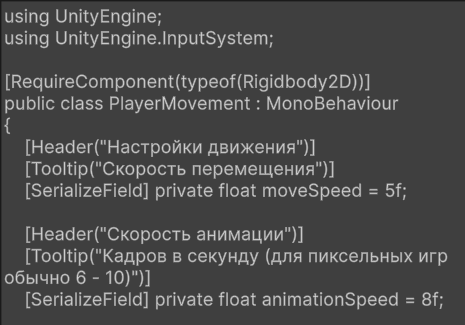 using UnityEngine;
using UnityEngine.InputSystem;
[RequireComponent(typeof(Rigidbody2D))]
public class PlayerMovement : MonoBehaviour
{
[Header("Настройки движения")]
[Tooltip("Скорость перемещения")]
[SerializeField] private float moveSpeed = 5f;
[Header("Скорость анимации")]
[Tooltip("Кадров в секунду (для пиксельных игр
обычно 6 - 10)")]
[SerializeField] private float animationSpeed = 8f;